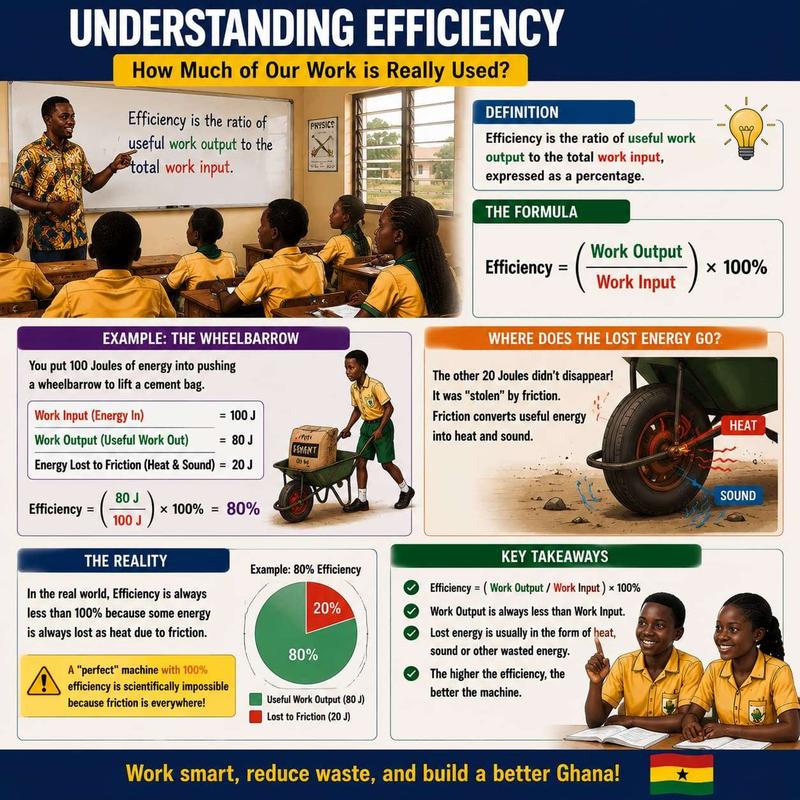 UNDERSTANDING EFFICIENCY
How Much of Our Work is Really Used?
Efficiency is the ratio of
useful work output to the
total work input.
PHYSICS
DEFINITION
Efficiency is the ratio of useful work
output to the total work input,
expressed as a percentage.
THE FORMULA
Efficiency = ( Work Output / Work Input ) × 100%
EXAMPLE: THE WHEELBARROW
You put 100 Joules of energy into pushing
a wheelbarrow to lift a cement bag.
Work Input (Energy In) = 100 J
Work Output (Useful Work Out) = 80 J
Energy Lost to Friction (Heat & Sound) = 20 J
Efficiency = ( 80 J / 100 J ) × 100% = 80%
CEMENT
WHERE DOES THE LOST ENERGY GO?
The other 20 Joules didn’t disappear!
It was “stolen” by friction.
Friction converts useful energy
into heat and sound.
HEAT
SOUND
THE REALITY
In the real world, Efficiency is always
less than 100% because some energy
is always lost as heat due to friction.
A "perfect" machine with 100%
efficiency is scientifically impossible
because friction is everywhere!
Example: 80% Efficiency
20%
80%
Useful Work Output (80 J)
Lost to Friction (20 J)
KEY TAKEAWAYS
Efficiency = ( Work Output / Work Input ) × 100%
Work Output is always less than Work Input.
Lost energy is usually in the form of heat,
sound or other wasted energy.
The higher the efficiency, the
better the machine.
Work smart, reduce waste, and build a better Ghana!